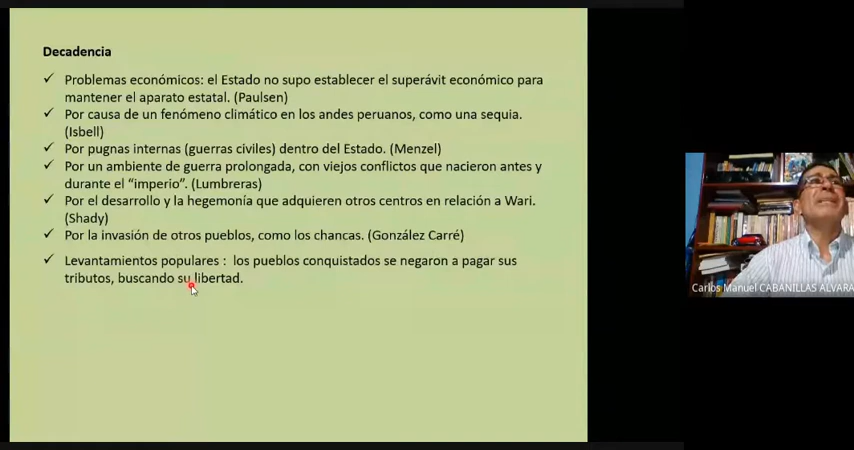 Decadencia
✓ Problemas económicos: el Estado no supo establecer el superávit económico para
mantener el aparato estatal. (Paulsen)
✓ Por causa de un fenómeno climático en los andes peruanos, como una sequia.
(Isbell)
✓ Por pugnas internas (guerras civiles) dentro del Estado. (Menzel)
✓ Por un ambiente de guerra prolongada, con viejos conflictos que nacieron antes y
durante el “imperio”. (Lumbreras)
✓ Por el desarrollo y la hegemonía que adquieren otros centros en relación a Wari.
(Shady)
✓ Por la invasión de otros pueblos, como los chancas. (González Carré)
✓ Levantamientos populares : los pueblos conquistados se negaron a pagar sus
tributos, buscando su libertad.
Carlos Manuel CABANILLAS ALVARA